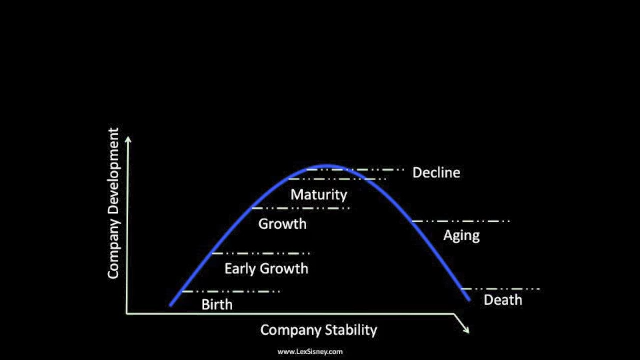 Company Development
Decline
Maturity
Growth
Aging
Early Growth
Birth
Death
Company Stability
www.LexSisney.com